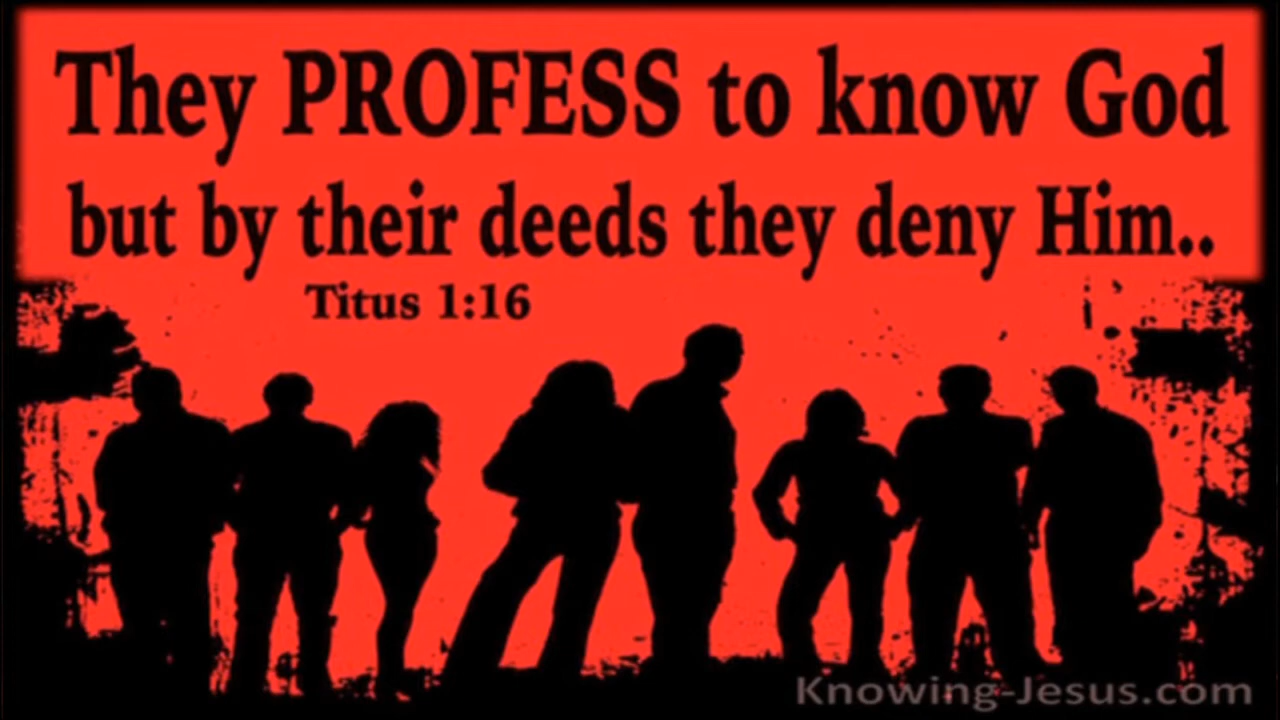 They PROFESS to know God
but by their deeds they deny Him..
Titus 1:16
Knowing-Jesus.com